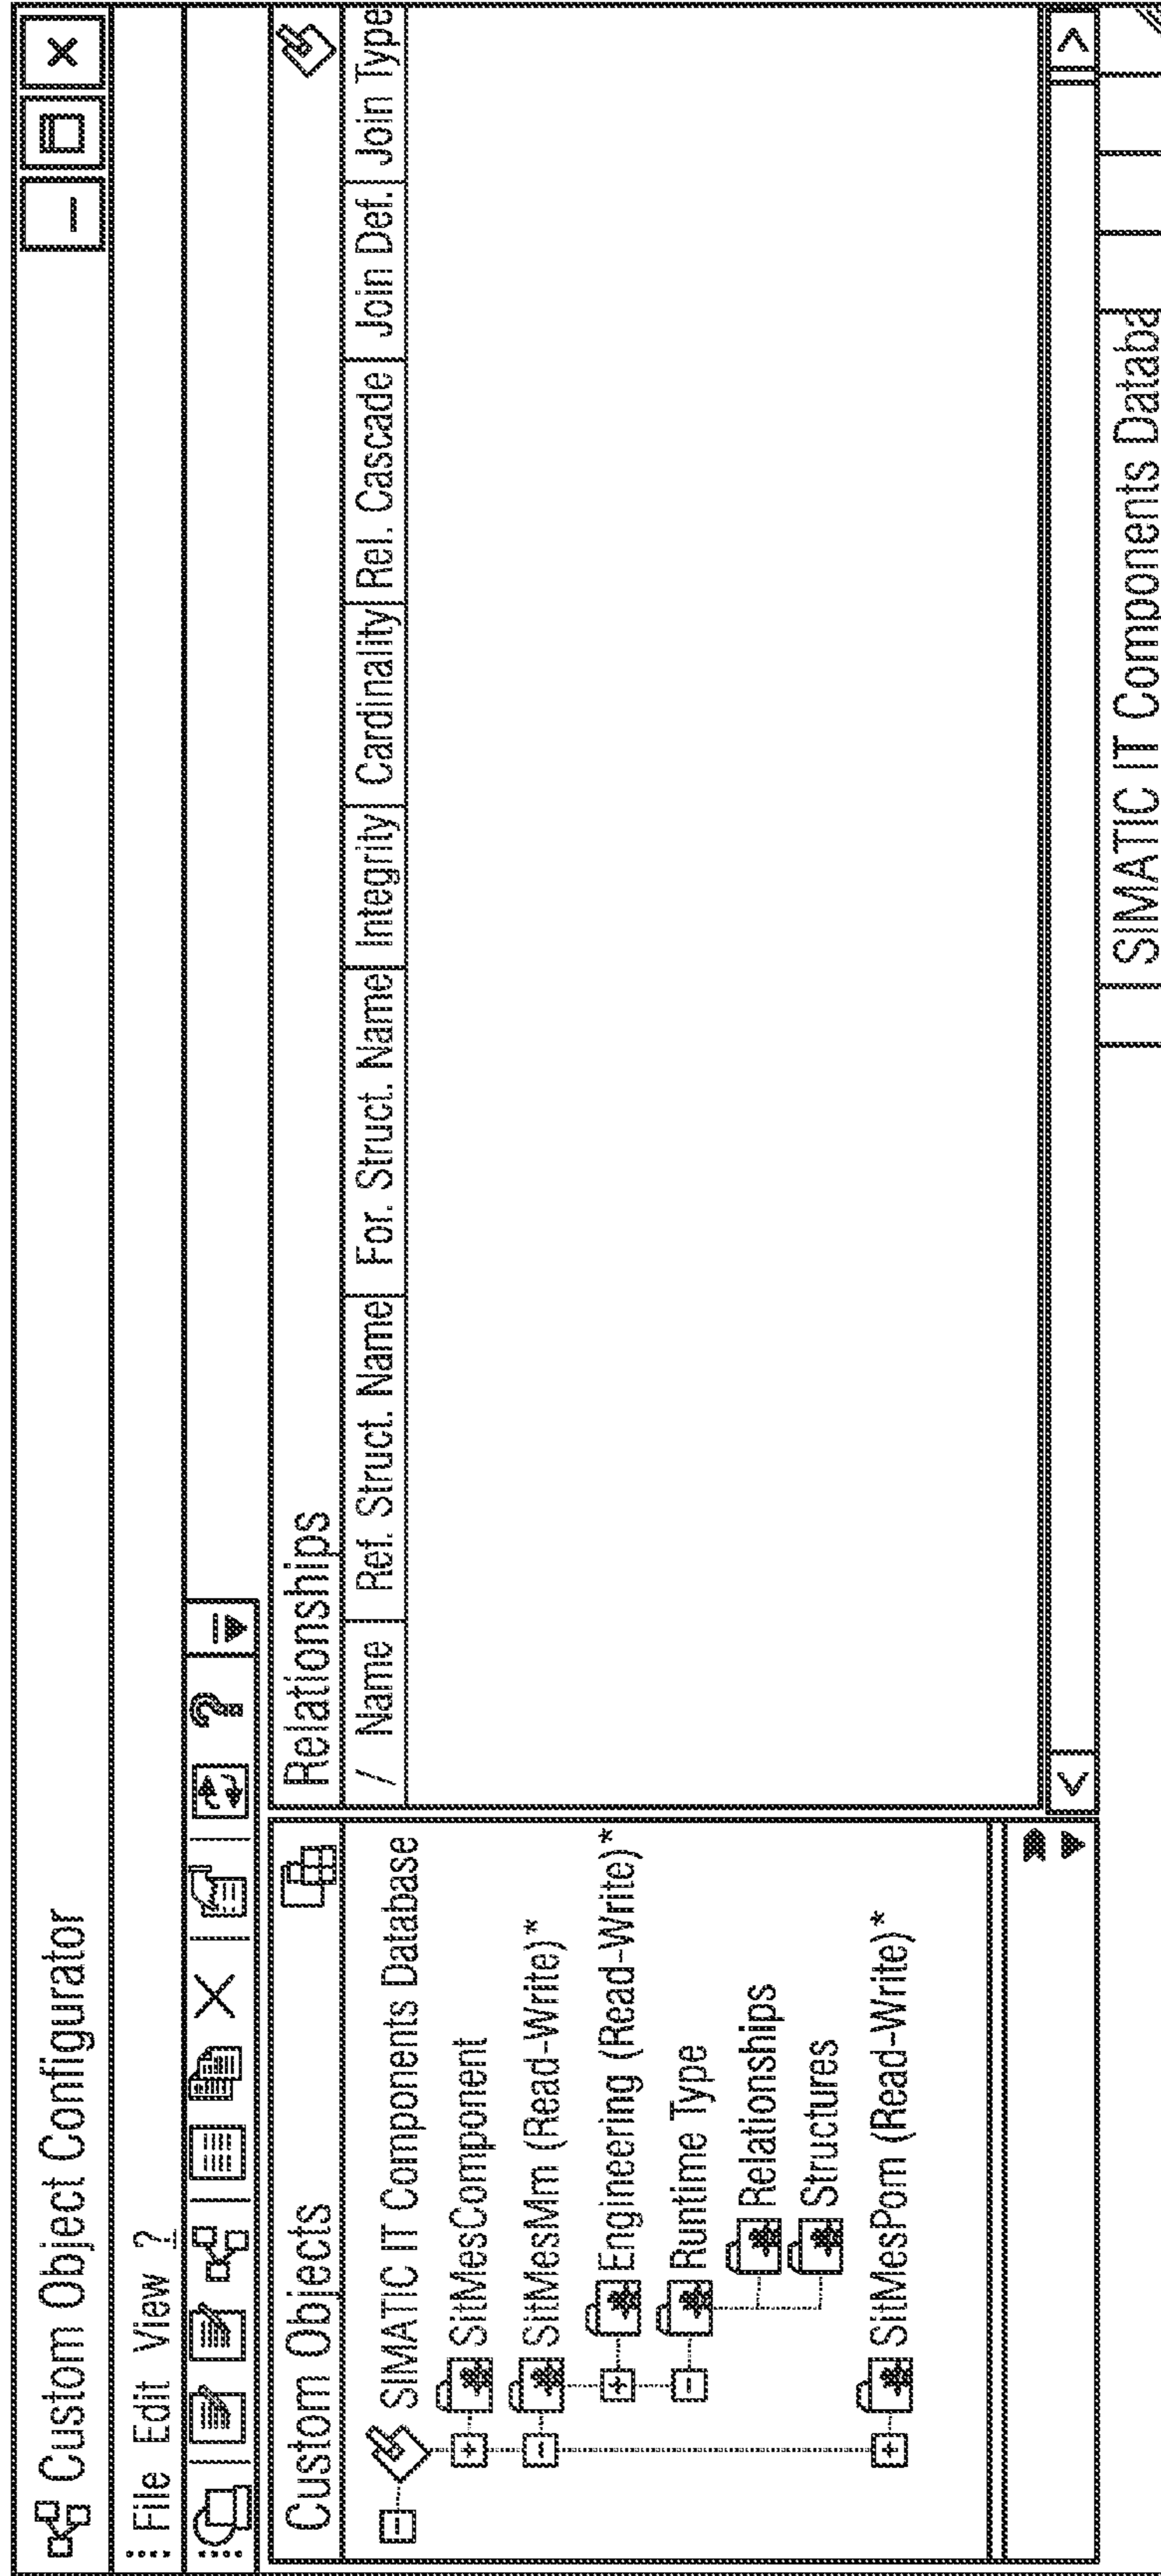 Custom Object Configurator
File Edit View ?
Custom Objects
SIMATIC IT Components Database
SitMesComponent
SitMesMm (Read-Write)*
Engineering (Read-Write)*
Runtime Type
Relationships
Structures
SitMesPom (Read-Write)*
Relationships
/ Name Ref. Struct. Name For. Struct. Name Integrity Cardinality Rel. Cascade Join Def. Join Type
SIMATIC IT Components Databa